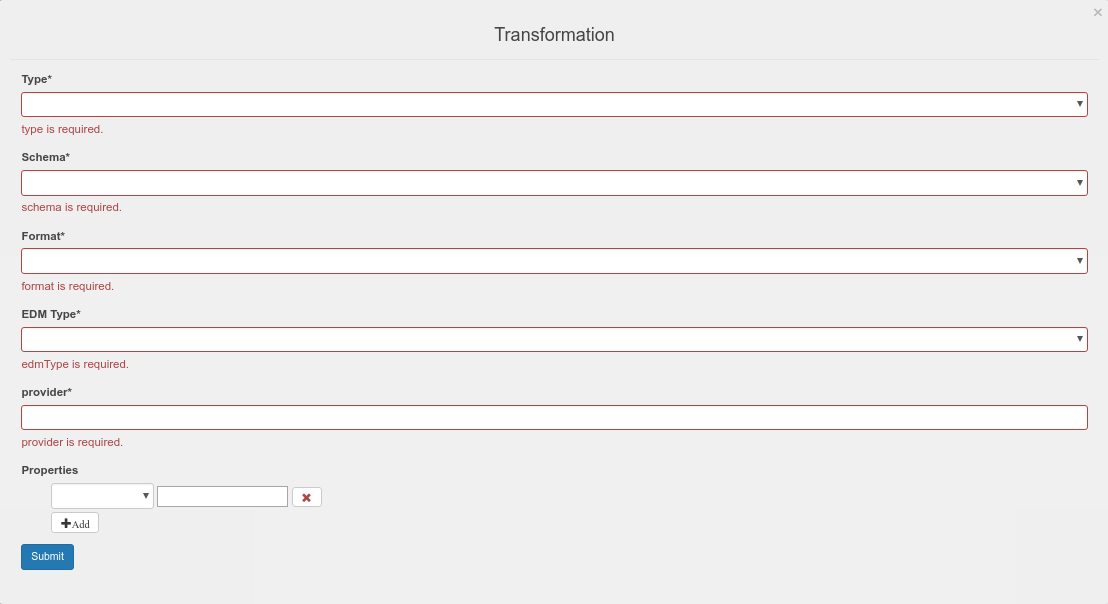 ×
Transformation
Type*
type is required.
Schema*
schema is required.
Format*
format is required.
EDM Type*
edmType is required.
provider*
provider is required.
Properties
Add
Submit